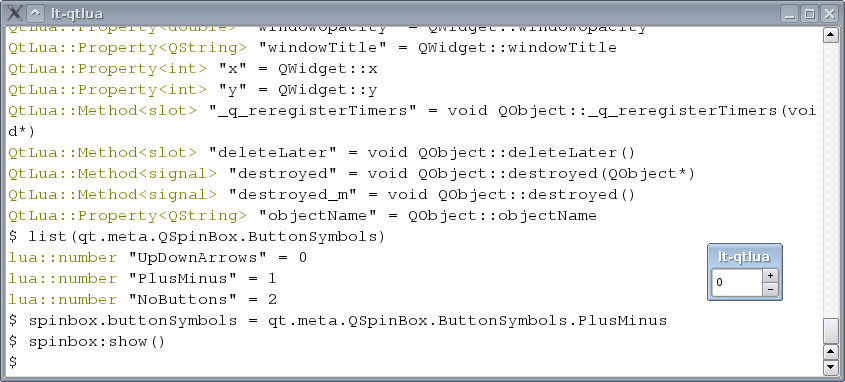 lt-qtlua
QtLua::Property<double> "windowOpacity" = QWidget::windowOpacity
QtLua::Property<QString> "windowTitle" = QWidget::windowTitle
QtLua::Property<int> "x" = QWidget::x
QtLua::Property<int> "y" = QWidget::y
QtLua::Method<slot> "_q_reregisterTimers" = void QObject::_q_reregisterTimers(voi
d*)
QtLua::Method<slot> "deleteLater" = void QObject::deleteLater()
QtLua::Method<signal> "destroyed" = void QObject::destroyed(QObject*)
QtLua::Method<signal> "destroyed_m" = void QObject::destroyed()
QtLua::Property<QString> "objectName" = QObject::objectName
$ list(qt.meta.QSpinBox.ButtonSymbols)
lua::number "UpDownArrows" = 0
lua::number "PlusMinus" = 1
lua::number "NoButtons" = 2
$ spinbox.buttonSymbols = qt.meta.QSpinBox.ButtonSymbols.PlusMinus
$ spinbox:show()
$
lt-qtlua
0